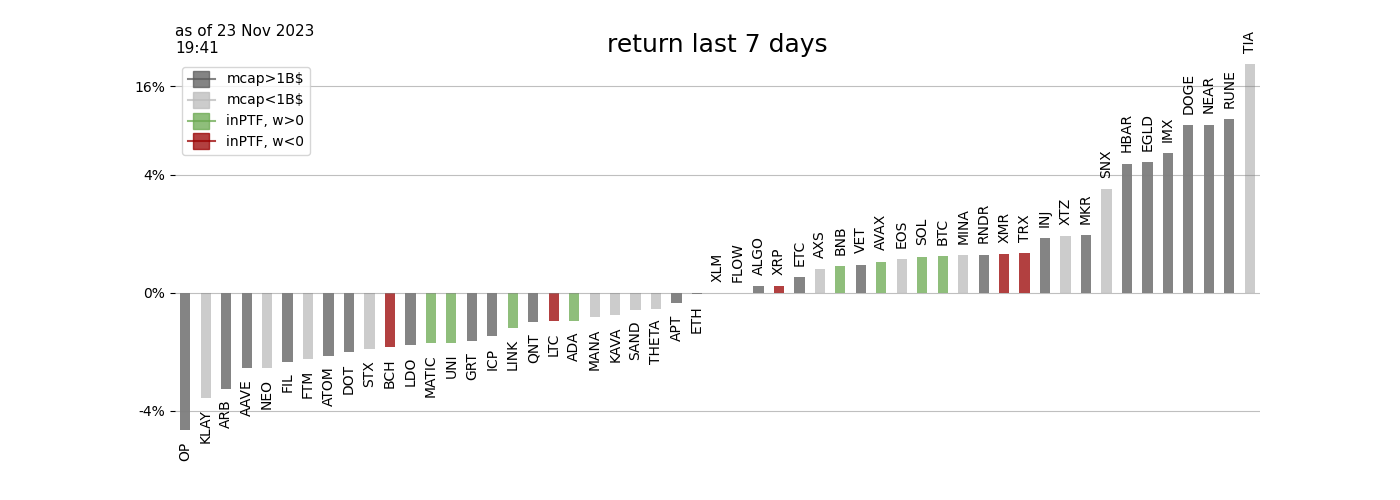 as of 23 Nov 2023
19:41
return last 7 days
mcap>1B$
mcap<1B$
inPTF, w>0
inPTF, w<0
16%
4%
0%
-4%
OP
KLAY
ARB
AAVE
NEO
FIL
FTM
ATOM
DOT
STX
BCH
LDO
MATIC
UNI
GRT
ICP
LINK
QNT
LTC
ADA
MANA
KAVA
SAND
THETA
APT
ETH
XLM
FLOW
ALGO
XRP
ETC
AXS
BNB
VET
AVAX
EOS
SOL
BTC
MINA
RNDR
XMR
TRX
INJ
XTZ
MKR
SNX
HBAR
EGLD
IMX
DOGE
NEAR
RUNE
TIA